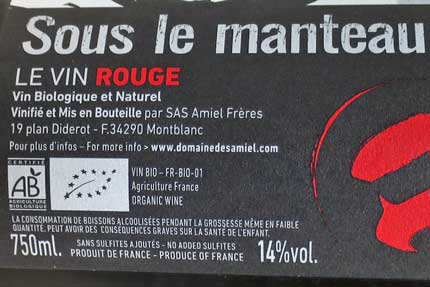 Sous le manteau
LE VIN ROUGE
Vin Biologique et Naturel
Vinifié et Mis en Bouteille par SAS Amiel Frères
19 plan Diderot - F.34290 Montblanc
Pour plus d'infos - For more info > www.domainedesamiel.com
CERTIFIÉ
AB
AGRICULTURE
BIOLOGIQUE
VIN BIO - FR-BIO-01
Agriculture France
ORGANIC WINE
LA CONSOMMATION DE BOISSONS ALCOOLISÉES PENDANT LA GROSSESSE MÊME EN FAIBLE
QUANTITÉ, PEUT AVOIR DES CONSEQUENCES GRAVES SUR LA SANTÉ DE L'ENFANT.
750ml.
SANS SULFITES AJOUTÉS - NO ADDED SULFITES
PRODUIT DE FRANCE - PRODUCE OF FRANCE
14%vol.